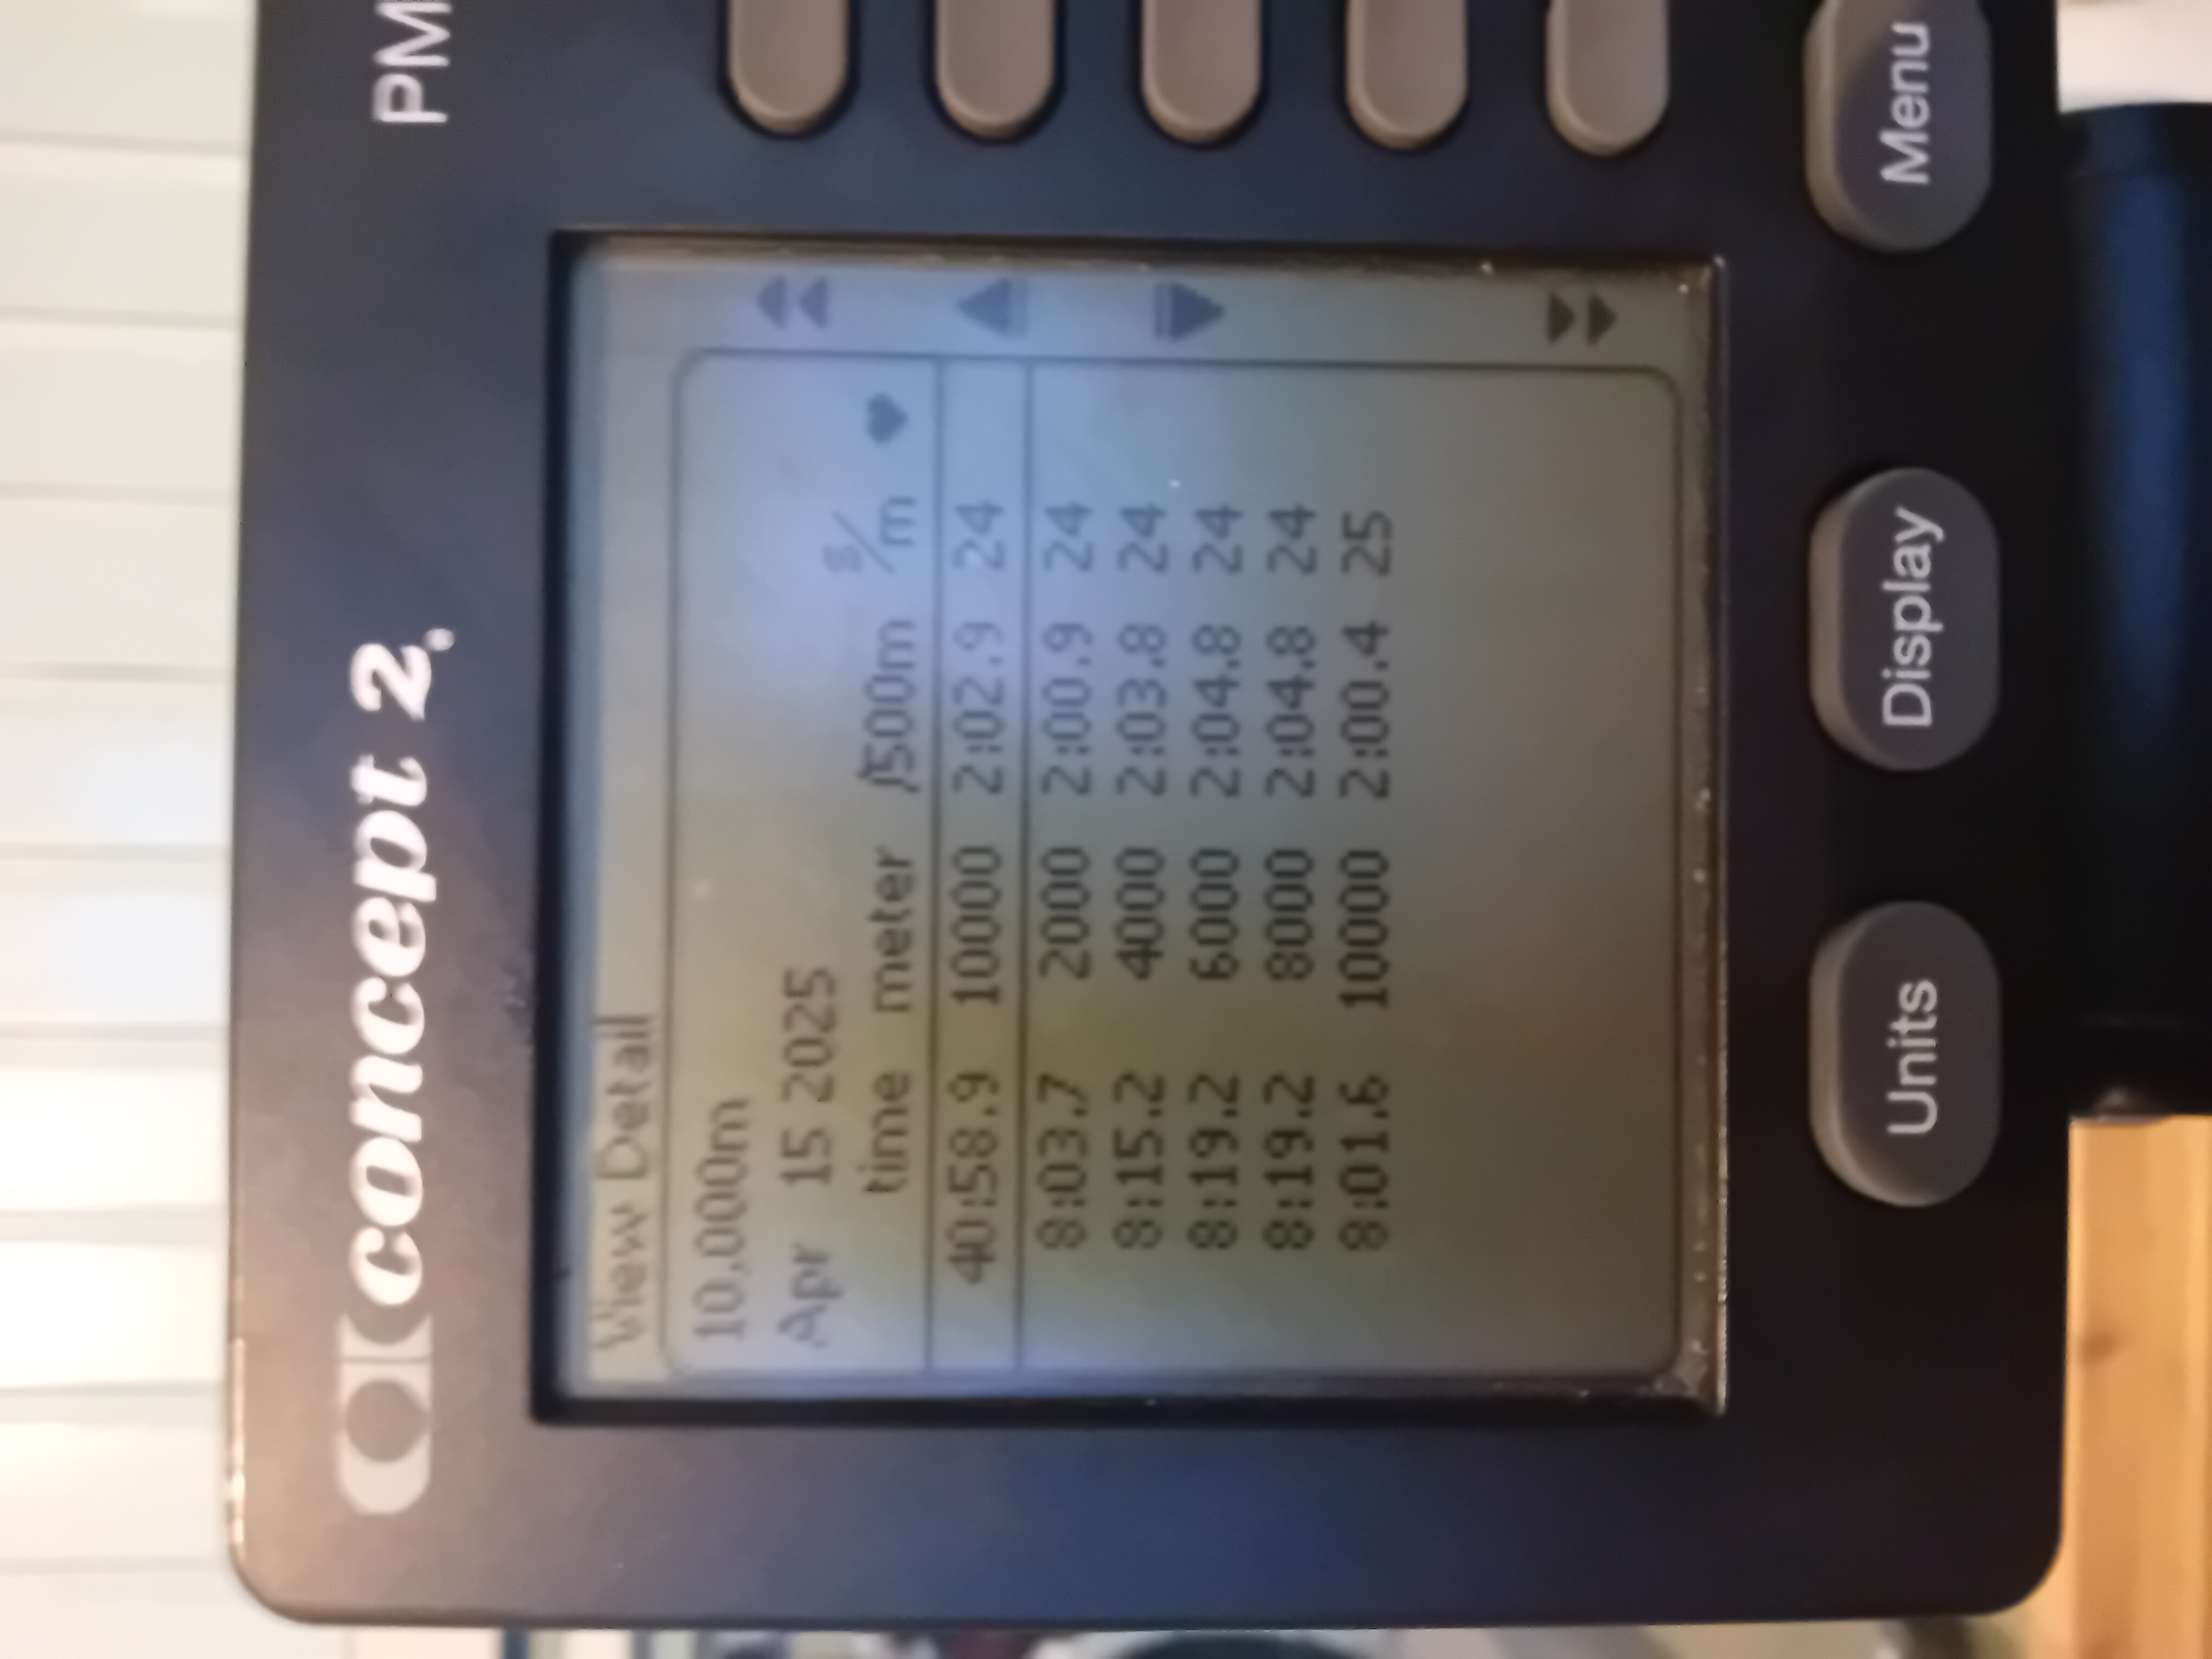 concept 2
PM
View Detail
10,000m
Apr 15 2025
time meter /500m s/m
40:58.9 10000 2:02.9 24
8:03.7 2000 2:00.9 24
8:15.2 4000 2:03.8 24
8:19.2 6000 2:04.8 24
8:19.2 8000 2:04.8 24
8:01.6 10000 2:00.4 25
Units Display Menu